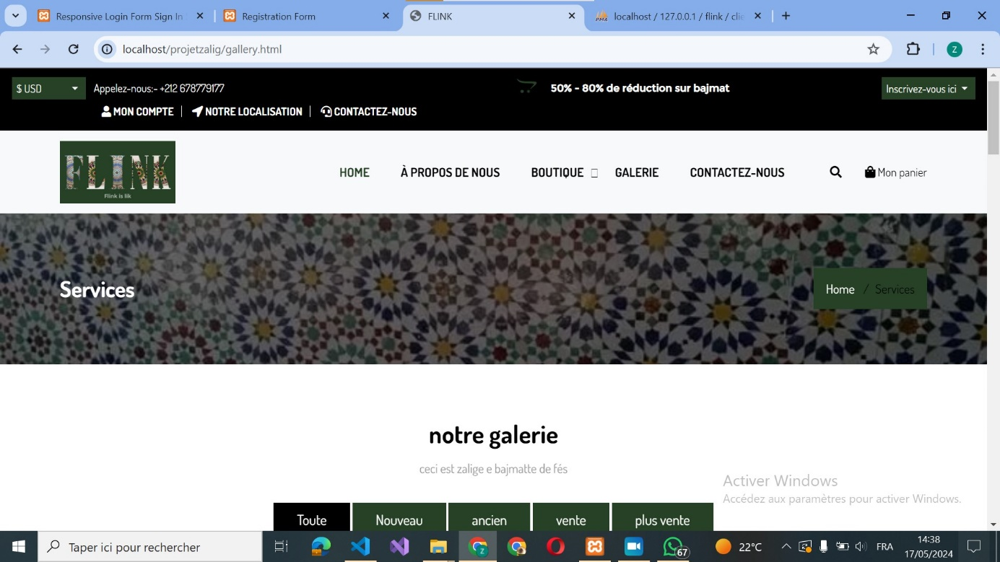 Responsive Login Form Sign In
Registration Form
FLINK
localhost / 127.0.0.1 / flink / clie
localhost/projetzalig/gallery.html
Z
$ USD
Appelez-nous:- +212 678779177
50% - 80% de réduction sur bajmat
Inscrivez-vous ici
MON COMPTE
NOTRE LOCALISATION
CONTACTEZ-NOUS
FLINK
Flink is lik
HOME
À PROPOS DE NOUS
BOUTIQUE
GALERIE
CONTACTEZ-NOUS
Mon panier
Services
Home / Services
notre galerie
ceci est zalige e bajmatte de fés
Activer Windows
Accédez aux paramètres pour activer Windows.
Toute
Nouveau
ancien
vente
plus vente
Taper ici pour rechercher
67
22°C
FRA
14:38
17/05/2024